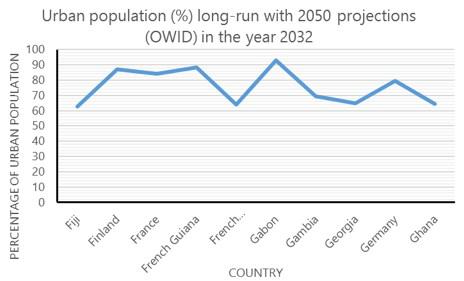 Urban population (%) long-run with 2050 projections
(OWID) in the year 2032
PERCENTAGE OF URBAN POPULATION
100
90
80
70
60
50
40
30
20
10
0
Fiji
Finland
France
French Guiana
French...
Gabon
Gambia
Georgia
Germany
Ghana
COUNTRY